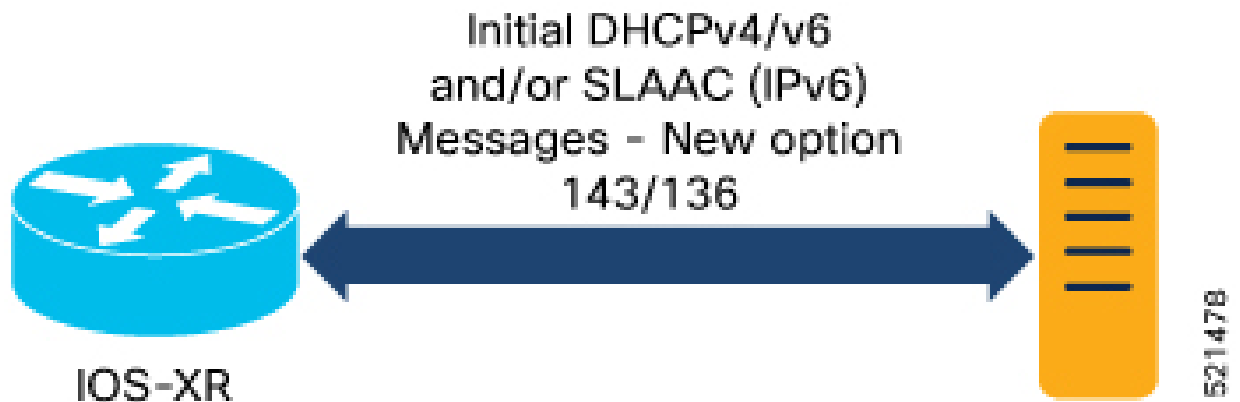 Initial DHCPv4/v6
and/or SLAAC (IPv6)
Messages - New option
143/136
IOS-XR
521478